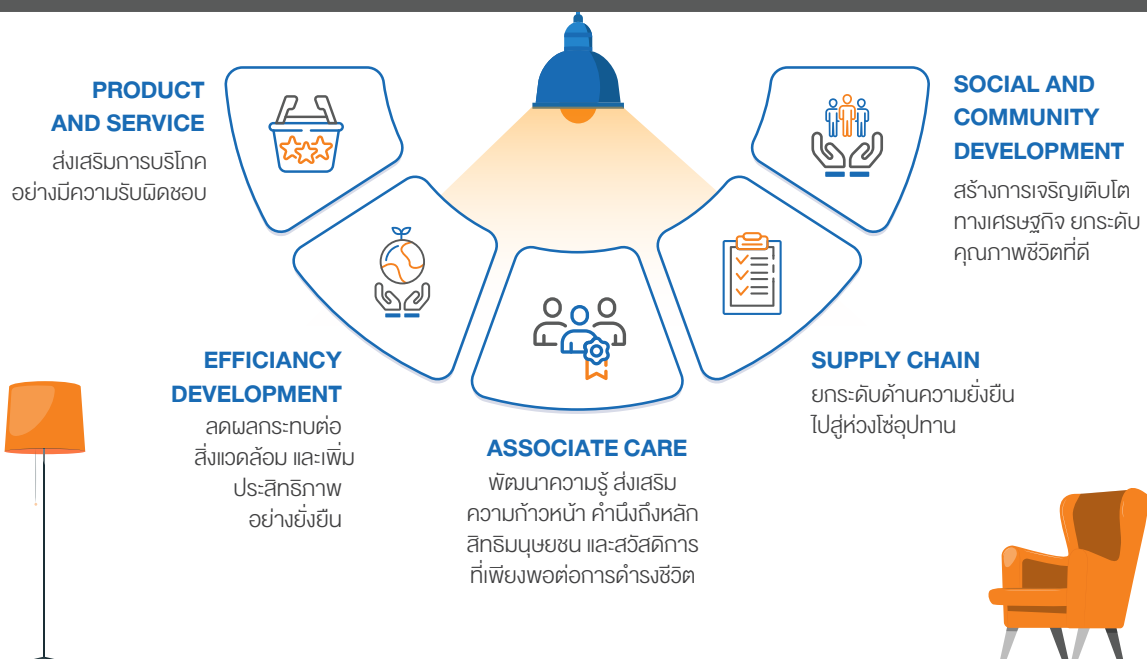 PRODUCT
AND SERVICE
ส่งเสริมการบริโภค
อย่างมีความรับผิดชอบ
EFFICIANCY
DEVELOPMENT
ลดผลกระทบต่อ
สิ่งแวดล้อม และเพิ่ม
ประสิทธิภาพ
อย่างยั่งยืน
ASSOCIATE CARE
พัฒนาความรู้ ส่งเสริม
ความก้าวหน้า คำนึงถึงหลัก
สิทธิมนุษยชน และสวัสดิการ
ที่เพียงพอต่อการดำรงชีวิต
SUPPLY CHAIN
ยกระดับด้านความยั่งยืน
ไปสู่ห่วงโซ่อุปทาน
SOCIAL AND
COMMUNITY
DEVELOPMENT
สร้างการเจริญเติบโต
ทางเศรษฐกิจ ยกระดับ
คุณภาพชีวิตที่ดี